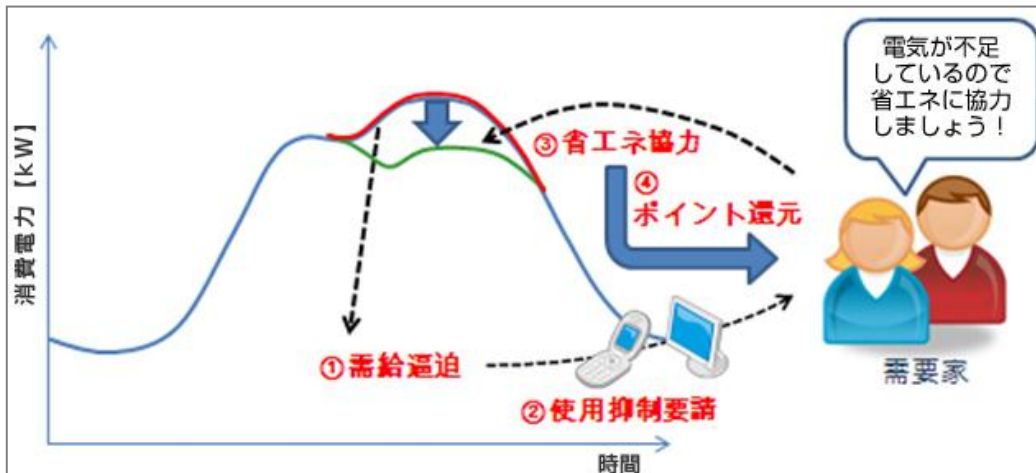 電気が不足
しているので
省エネに協力
しましょう！
消費電力【kW】
③省エネ協力
④
ポイント還元
①需給逼迫
②使用抑制要請
需要家
時間